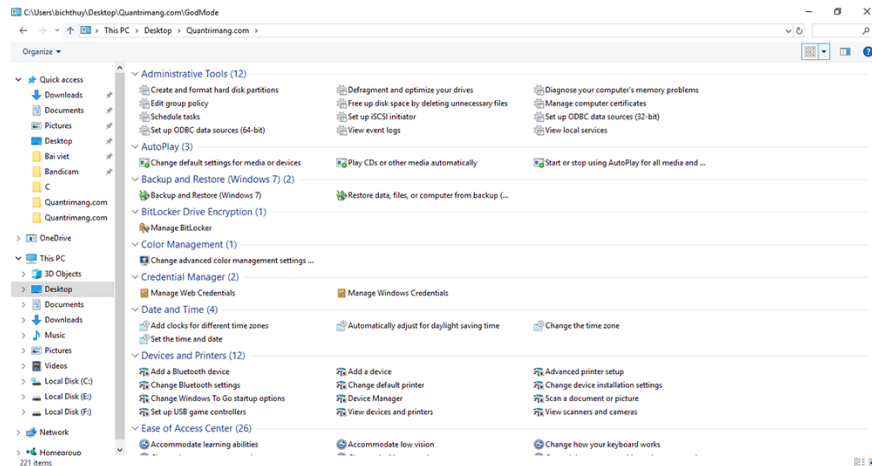 C:\Users\bichthuy\Desktop\Quantrimang.com\GodMode
This PC > Desktop > Quantrimang.com >
Organize
Quick access
Downloads
Documents
Pictures
Desktop
Bai viet
Bandicam
C
Quantrimang.com
Quantrimang.com
OneDrive
This PC
3D Objects
Desktop
Documents
Downloads
Music
Pictures
Videos
Local Disk (C:)
Local Disk (E:)
Local Disk (F:)
Network
Homegroup
Administrative Tools (12)
Create and format hard disk partitions Defragment and optimize your drives Diagnose your computer's memory problems
Edit group policy Free up disk space by deleting unnecessary files Manage computer certificates
Schedule tasks Set up iSCSI initiator Set up ODBC data sources (32-bit)
Set up ODBC data sources (64-bit) View event logs View local services
AutoPlay (3)
Change default settings for media or devices Play CDs or other media automatically Start or stop using AutoPlay for all media and ...
Backup and Restore (Windows 7) (2)
Backup and Restore (Windows 7) Restore data, files, or computer from backup (...
BitLocker Drive Encryption (1)
Manage BitLocker
Color Management (1)
Change advanced color management settings ...
Credential Manager (2)
Manage Web Credentials Manage Windows Credentials
Date and Time (4)
Add clocks for different time zones Automatically adjust for daylight saving time Change the time zone
Set the time and date
Devices and Printers (12)
Add a Bluetooth device Add a device Advanced printer setup
Change Bluetooth settings Change default printer Change device installation settings
Change Windows To Go startup options Device Manager Scan a document or picture
Set up USB game controllers View devices and printers View scanners and cameras
Ease of Access Center (26)
Accommodate learning abilities Accommodate low vision Change how your keyboard works
221 items